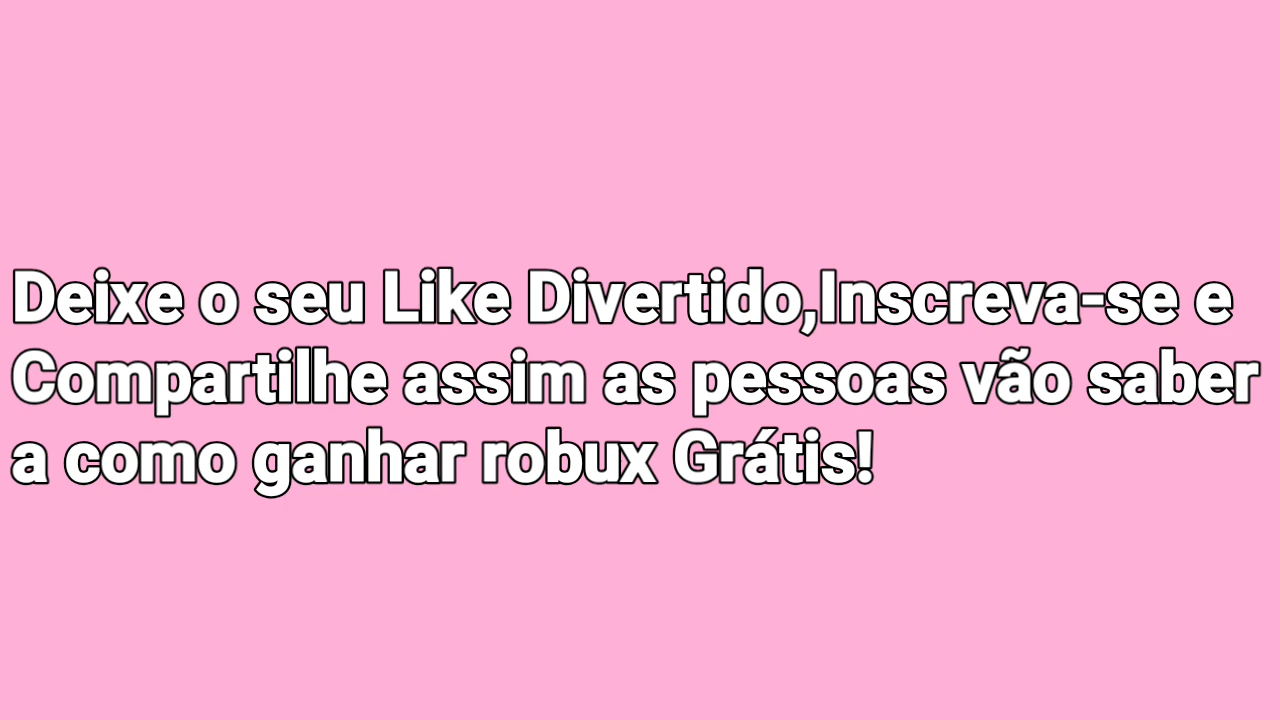 Deixe o seu Like Divertido,Inscreva-se e
Compartilhe assim as pessoas vão saber
a como ganhar robux Grátis!